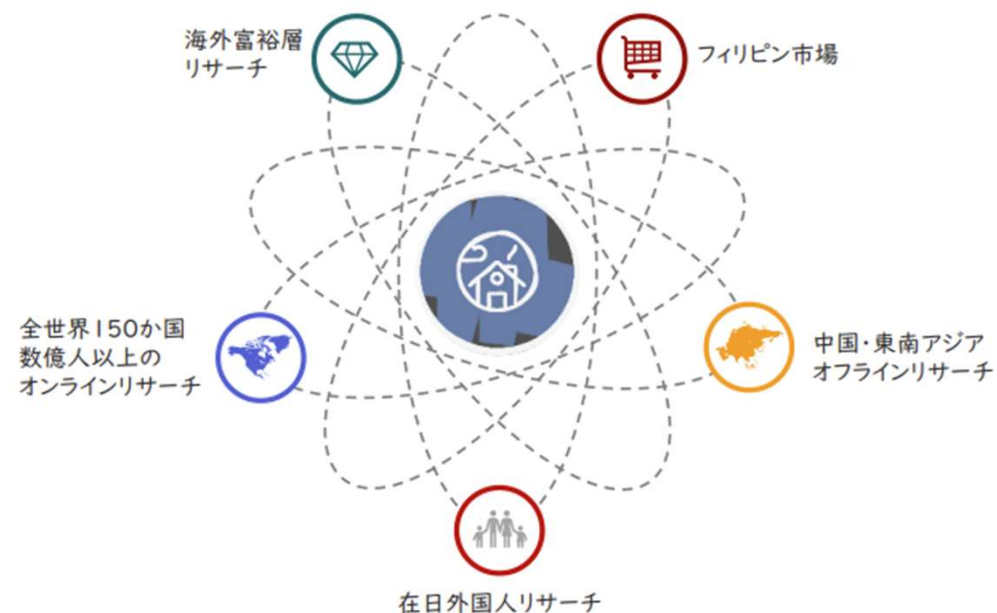 海外富裕層
リサーチ
フィリピン市場
全世界150か国
数億人以上の
オンラインリサーチ
中国・東南アジア
オフラインリサーチ
在日外国人リサーチ